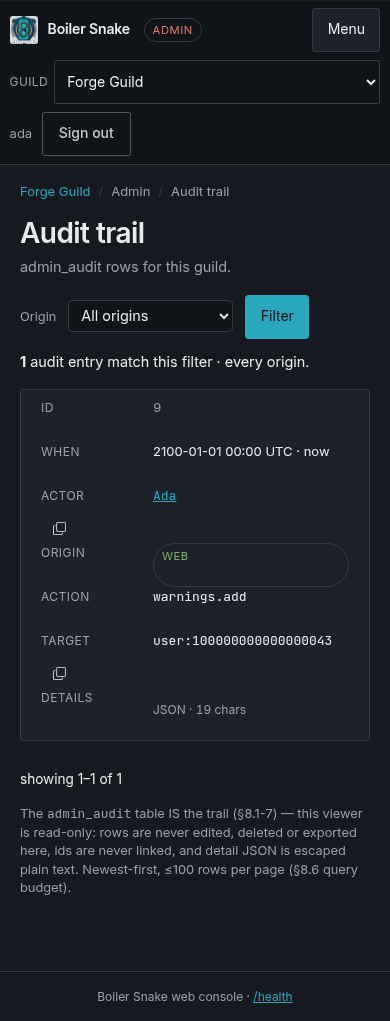 Boiler Snake ADMIN Menu
GUILD Forge Guild
ada Sign out
Forge Guild / Admin / Audit trail
Audit trail
admin_audit rows for this guild.
Origin All origins Filter
1 audit entry match this filter · every origin.
ID 9
WHEN 2100-01-01 00:00 UTC · now
ACTOR Ada
ORIGIN WEB
ACTION warnings.add
TARGET user:100000000000000043
DETAILS JSON · 19 chars
showing 1–1 of 1
The admin_audit table IS the trail (§8.1-7) — this viewer
is read-only: rows are never edited, deleted or exported
here, ids are never linked, and detail JSON is escaped
plain text. Newest-first, ≤100 rows per page (§8.6 query
budget).
Boiler Snake web console · /health